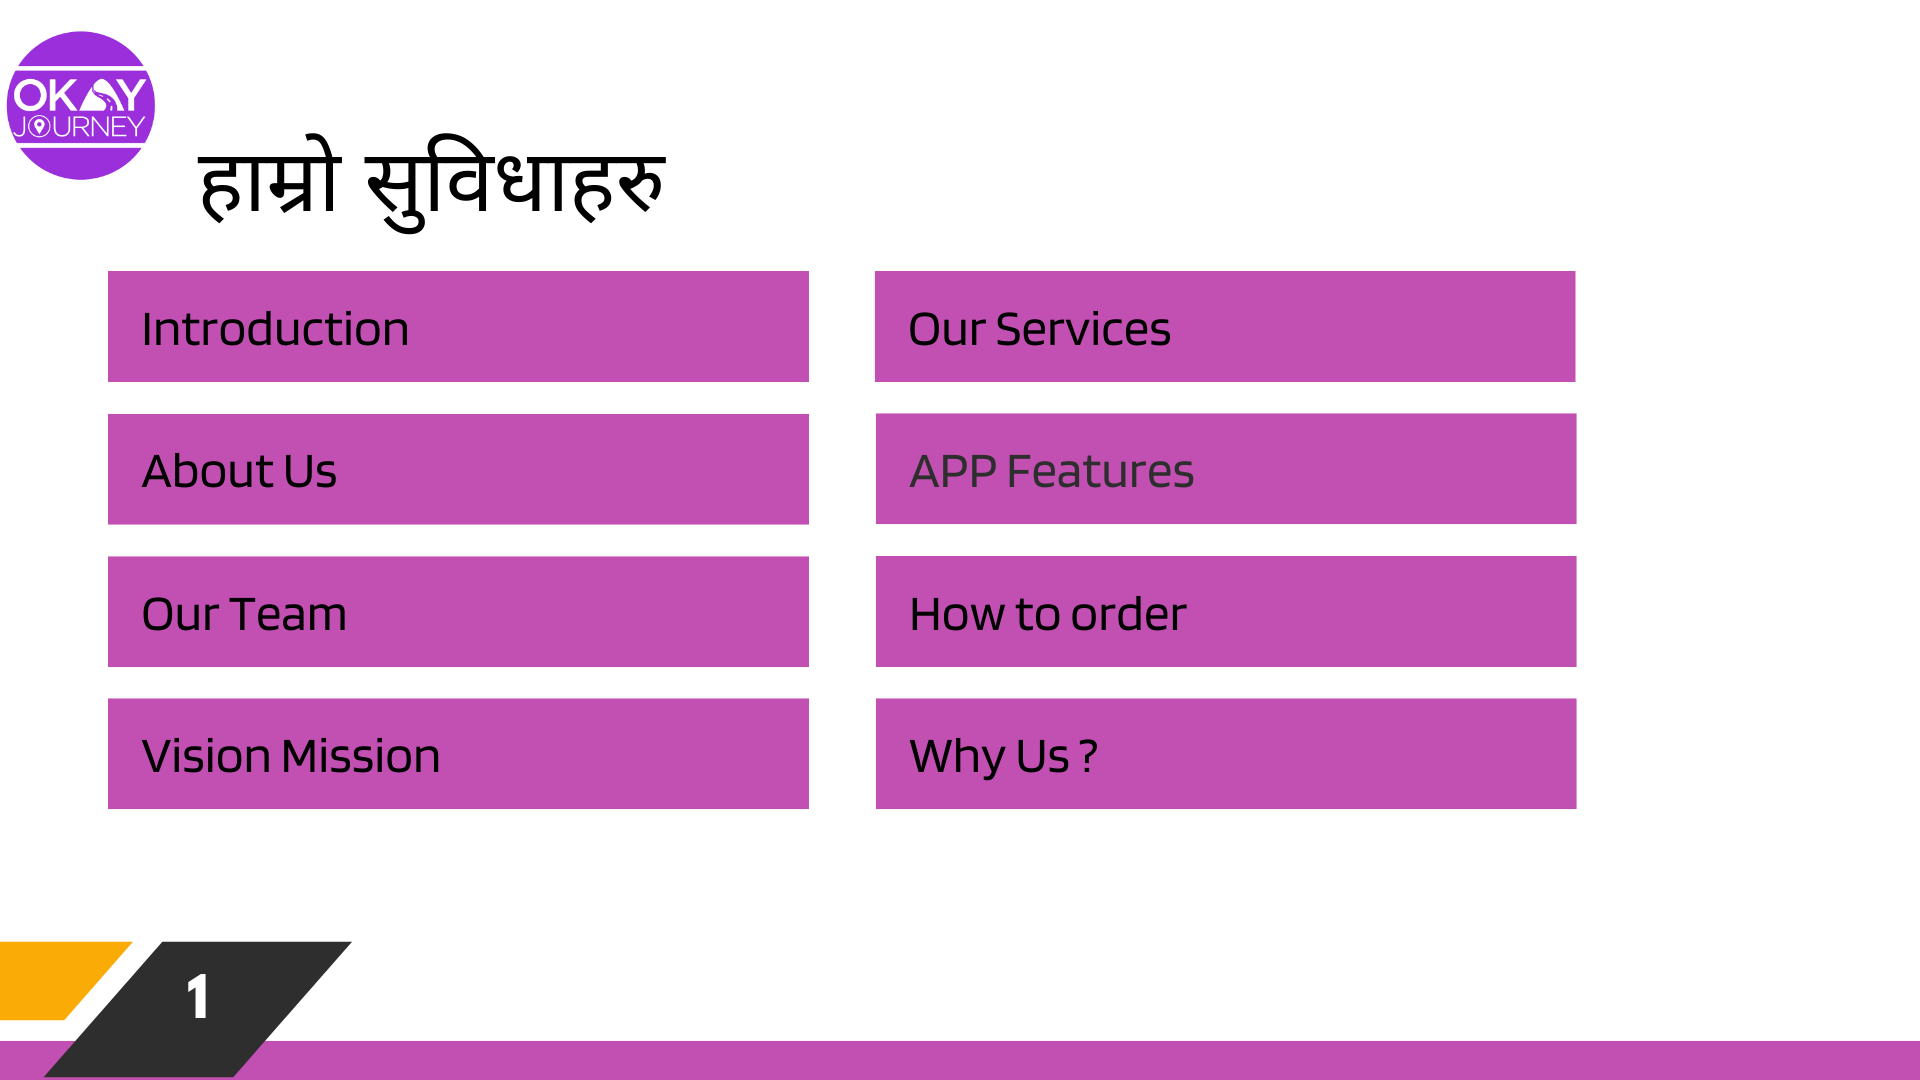 OKAY
JOURNEY
हाम्रो सुविधाहरु
Introduction
Our Services
About Us
APP Features
Our Team
How to order
Vision Mission
Why Us ?
1